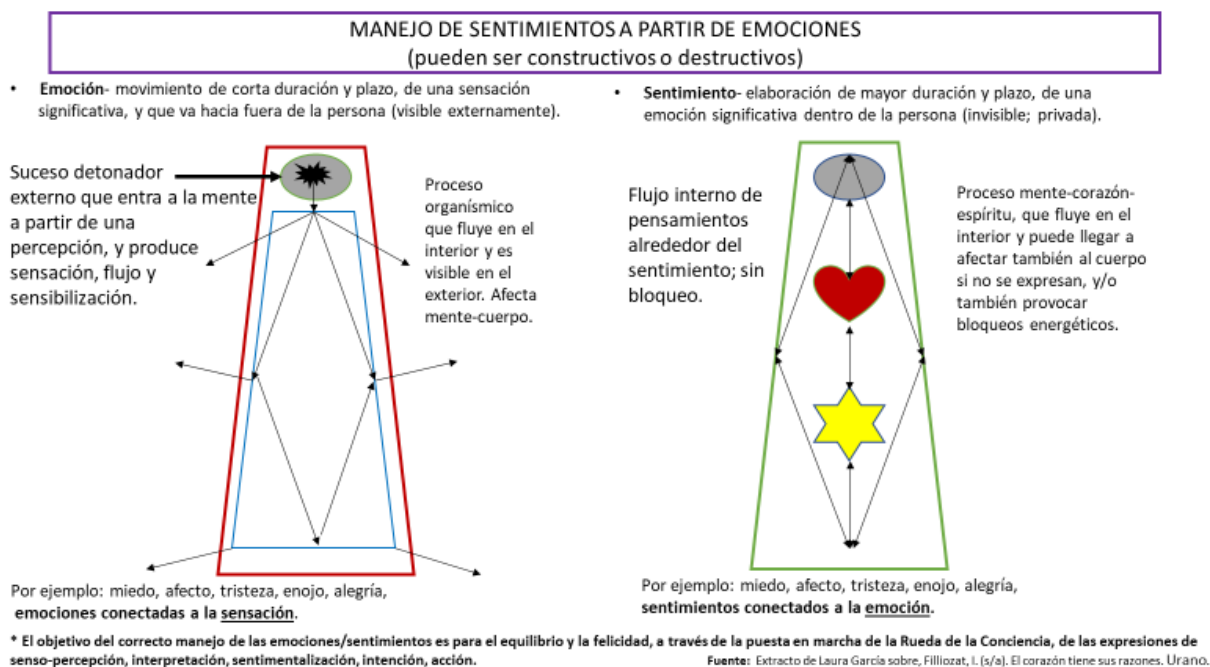 MANEJO DE SENTIMIENTOS A PARTIR DE EMOCIONES
(pueden ser constructivos o destructivos)
• Emoción- movimiento de corta duración y plazo, de una sensación
significativa, y que va hacia fuera de la persona (visible externamente).
Suceso detonador
externo que entra a la mente
a partir de una
percepción, y produce
sensación, flujo y
sensibilización.
Proceso
organísmico
que fluye en el
interior y es
visible en el
exterior. Afecta
mente-cuerpo.
Por ejemplo: miedo, afecto, tristeza, enojo, alegría,
emociones conectadas a la sensación.
• Sentimiento- elaboración de mayor duración y plazo, de una
emoción significativa dentro de la persona (invisible; privada).
Flujo interno de
pensamientos
alrededor del
sentimiento; sin
bloqueo.
Proceso mente-corazón-
espíritu, que fluye en el
interior y puede llegar a
afectar también al cuerpo
si no se expresan, y/o
también provocar
bloqueos energéticos.
Por ejemplo: miedo, afecto, tristeza, enojo, alegría,
sentimientos conectados a la emoción.
* El objetivo del correcto manejo de las emociones/sentimientos es para el equilibrio y la felicidad, a través de la puesta en marcha de la Rueda de la Conciencia, de las expresiones de
senso-percepción, interpretación, sentimentalización, intención, acción.
Fuente: Extracto de Laura García sobre, Filliozat, I. (s/a). El corazón tiene sus razones. Urano.